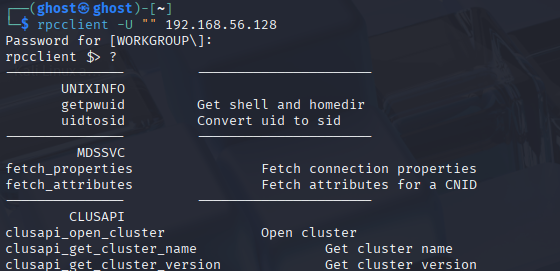 ┌──(ghost㉿ghost)-[~]
└─$ rpcclient -U "" 192.168.56.128
Password for [WORKGROUP\]:
rpcclient $> ?
--------------- ----------------------
UNIXINFO
getpwuid Get shell and homedir
uidtosid Convert uid to sid
--------------- ----------------------
MDSSVC
fetch_properties Fetch connection properties
fetch_attributes Fetch attributes for a CNID
--------------- ----------------------
CLUSAPI
clusapi_open_cluster Open cluster
clusapi_get_cluster_name Get cluster name
clusapi_get_cluster_version Get cluster version